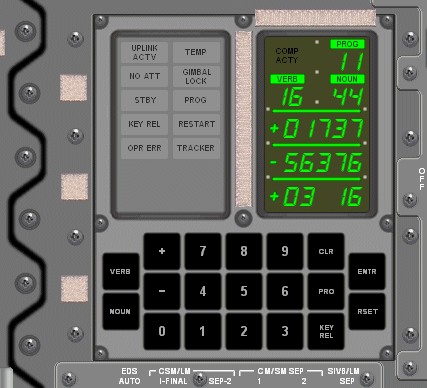 UPLINK ACTY
TEMP
NO ATT
GIMBAL LOCK
STBY
PROG
KEY REL
RESTART
OPR ERR
TRACKER
COMP ACTY
PROG
11
VERB
NOUN
16
44
+01737
-56376
+03 16
VERB
NOUN
+
7
8
9
CLR
-
4
5
6
PRO
0
1
2
3
KEY REL
ENTR
RSET
OFF
EDS AUTO
CSM/LM
I-FINAL
SEP-2
CM/SM SEP
1
2
SIVB/LM SEP